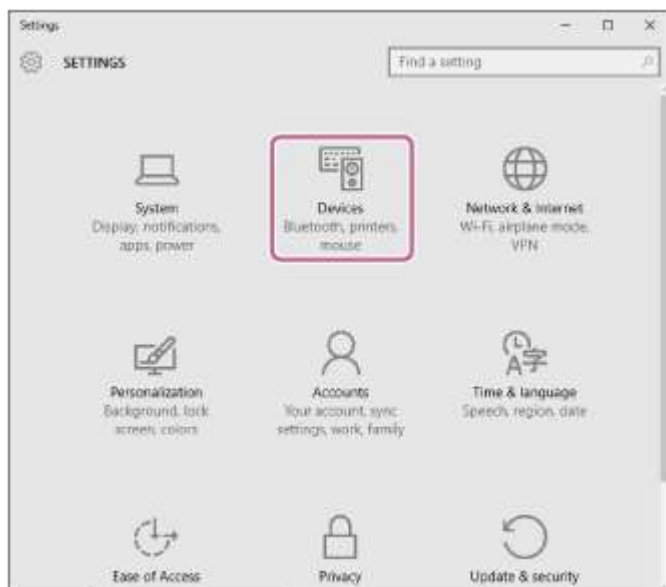 Settings
SETTINGS
Find a setting
System
Display, notifications,
apps, power
Devices
Bluetooth, printers,
mouse
Network & Internet
Wi-Fi, airplane mode,
VPN
Personalization
Background, lock
screen, colors
Accounts
Your account, sync
settings, work, family
A字
Time & language
Speech, region, date
Ease of Access
Privacy
Update & security